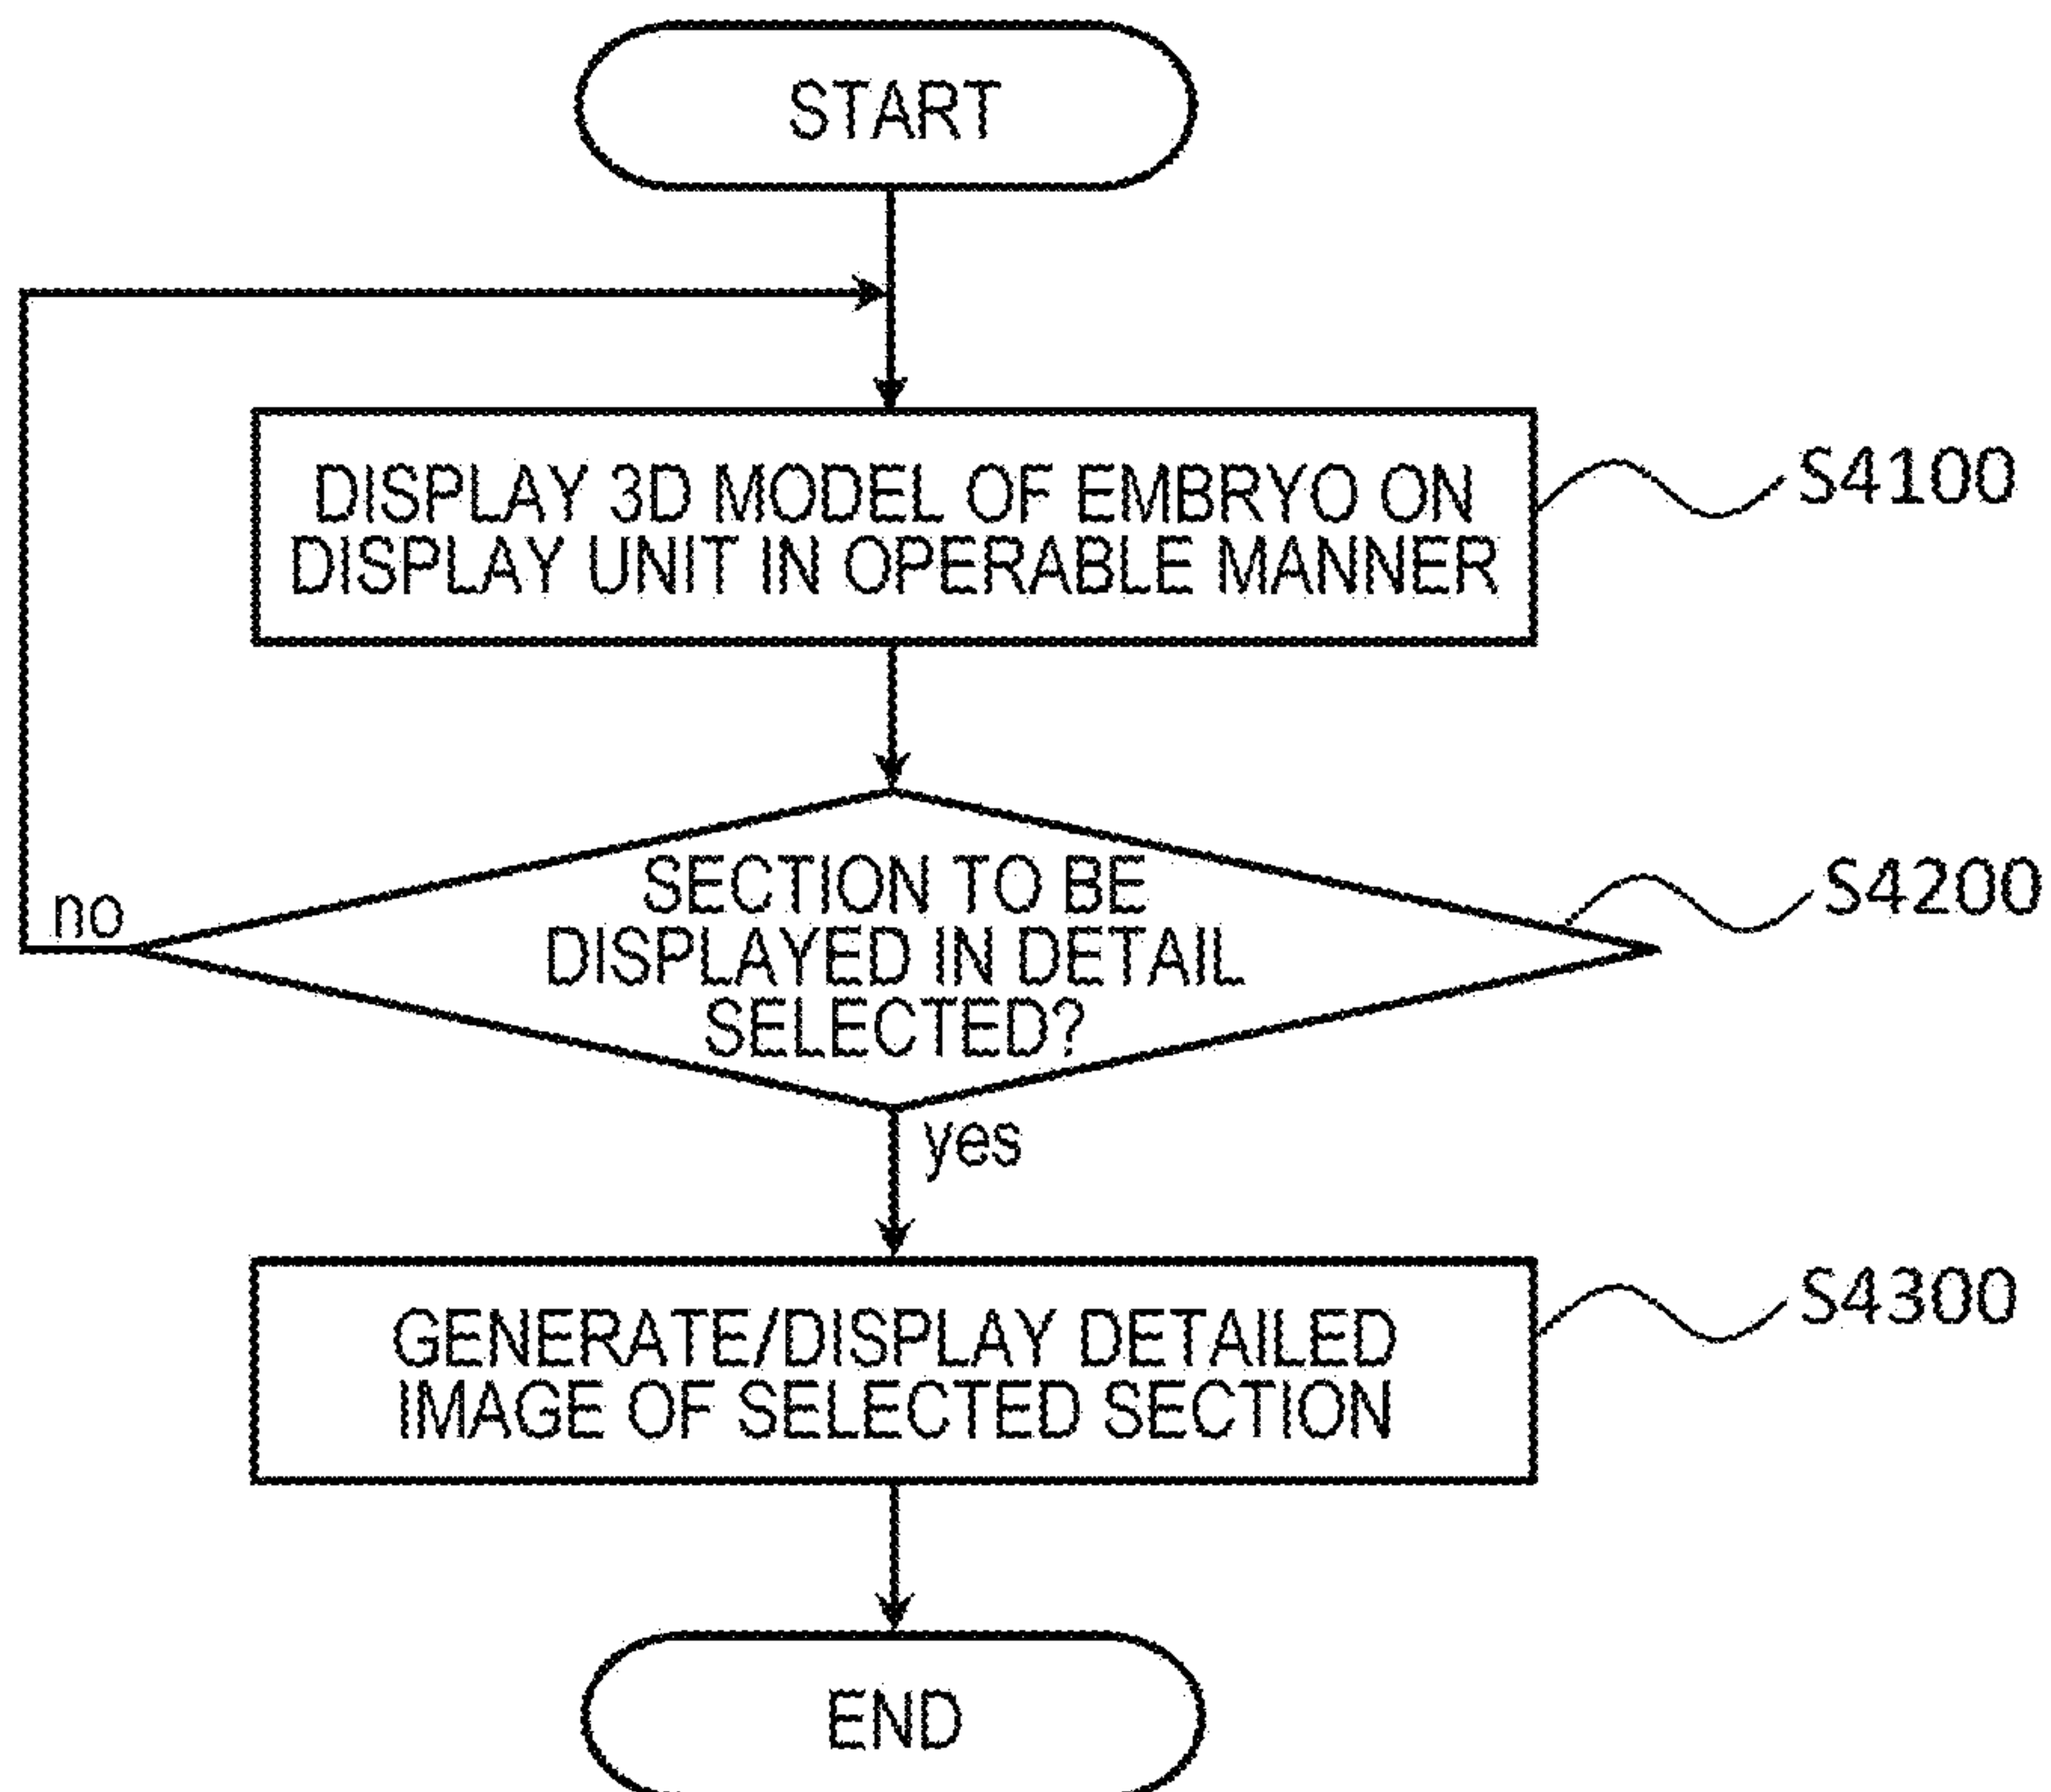 START
DISPLAY 3D MODEL OF EMBRYO ON
DISPLAY UNIT IN OPERABLE MANNER
S4100
SECTION TO BE
DISPLAYED IN DETAIL
SELECTED?
S4200
no
yes
GENERATE/DISPLAY DETAILED
IMAGE OF SELECTED SECTION
S4300
END